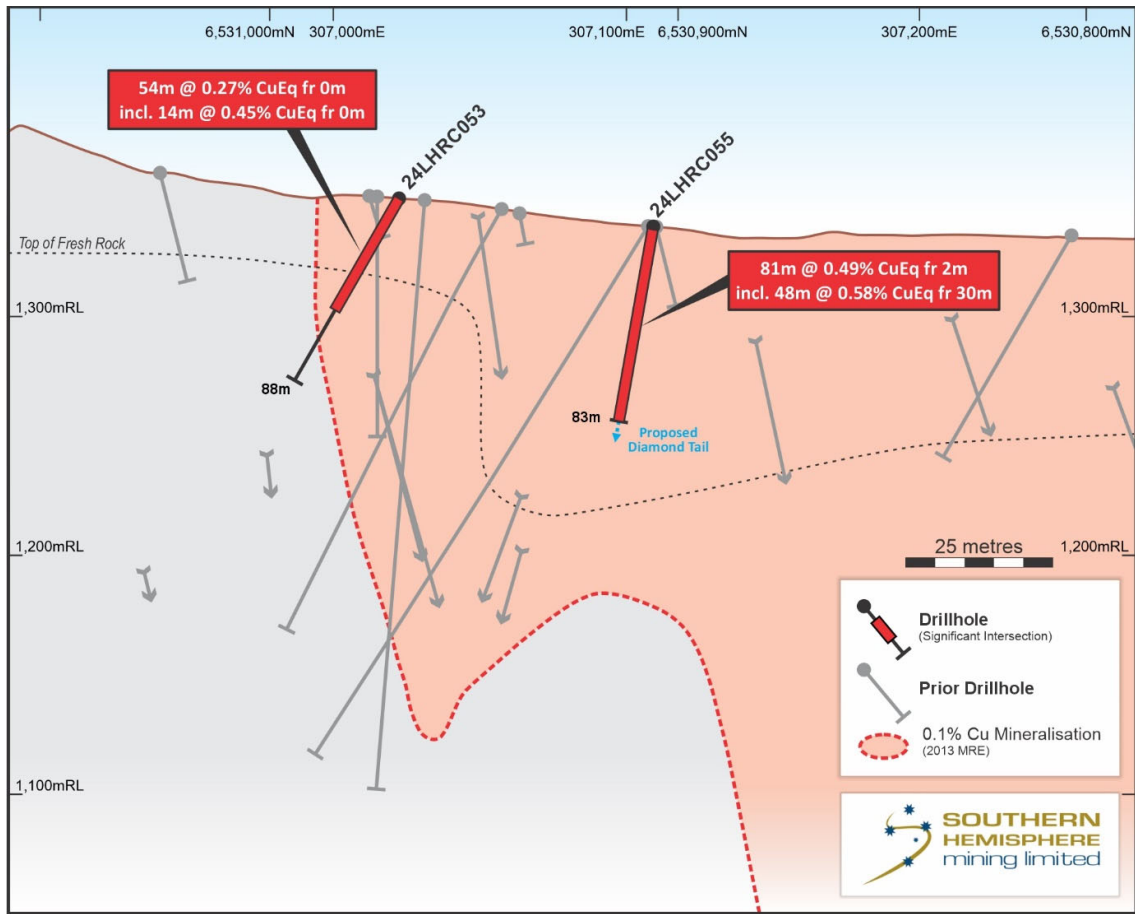 6,531,000mN
307,000mE
307,100mE
6,530,900mN
307,200mE
6,530,800mN
54m @ 0.27% CuEq fr 0m
incl. 14m @ 0.45% CuEq fr 0m
24LHRC053
24LHRC055
Top of Fresh Rock
81m @ 0.49% CuEq fr 2m
incl. 48m @ 0.58% CuEq fr 30m
1,300mRL
1,300mRL
88m
83m
Proposed
Diamond Tail
1,200mRL
1,200mRL
25 metres
Drillhole
(Significant Intersection)
Prior Drillhole
0.1% Cu Mineralisation
(2013 MRE)
1,100mRL
SOUTHERN
HEMISPHERE
mining limited